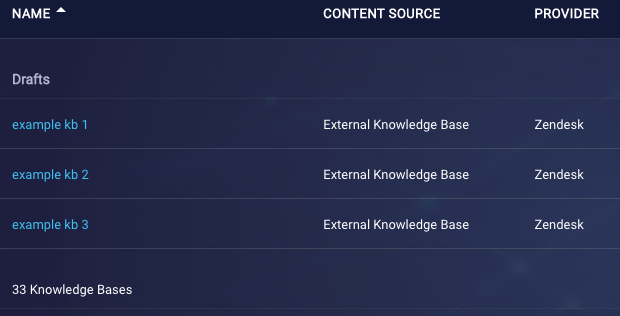 NAME CONTENT SOURCE PROVIDER
Drafts
example kb 1 External Knowledge Base Zendesk
example kb 2 External Knowledge Base Zendesk
example kb 3 External Knowledge Base Zendesk
33 Knowledge Bases